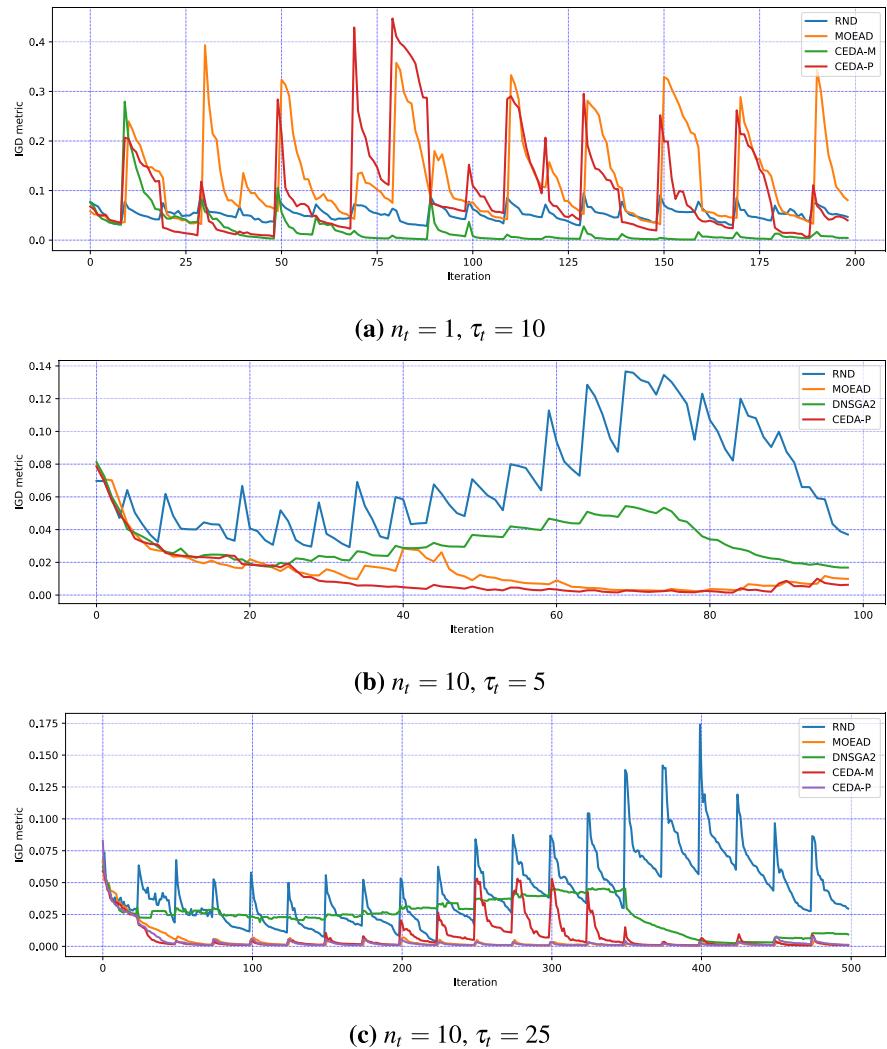 RND
MOEAD
CEDA-M
CEDA-P
IGD metric
0.4
0.3
0.2
0.1
0.0
0 25 50 75 100 125 150 175 200
Iteration
(a) n_t = 1, τ_t = 10
RND
MOEAD
DNSGA2
CEDA-P
IGD metric
0.14
0.12
0.10
0.08
0.06
0.04
0.02
0.00
0 20 40 60 80 100
Iteration
(b) n_t = 10, τ_t = 5
RND
MOEAD
DNSGA2
CEDA-M
CEDA-P
IGD metric
0.175
0.150
0.125
0.100
0.075
0.050
0.025
0.000
0 100 200 300 400 500
Iteration
(c) n_t = 10, τ_t = 25